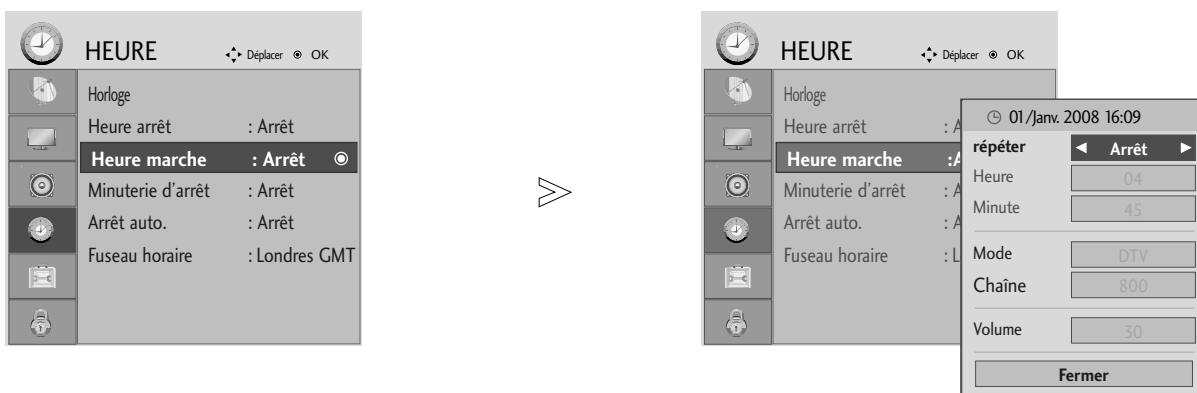 HEURE Déplacer OK
Horloge
Heure arrêt : Arrêt
Heure marche : Arrêt
Minuterie d'arrêt : Arrêt
Arrêt auto. : Arrêt
Fuseau horaire : Londres GMT
HEURE Déplacer OK
Horloge
Heure arrêt : A
Heure marche :A
Minuterie d'arrêt : A
Arrêt auto. : A
Fuseau horaire : L
01/Janv. 2008 16:09
répéter Arrêt
Heure 04
Minute 45
Mode DTV
Chaîne 800
Volume 30
Fermer